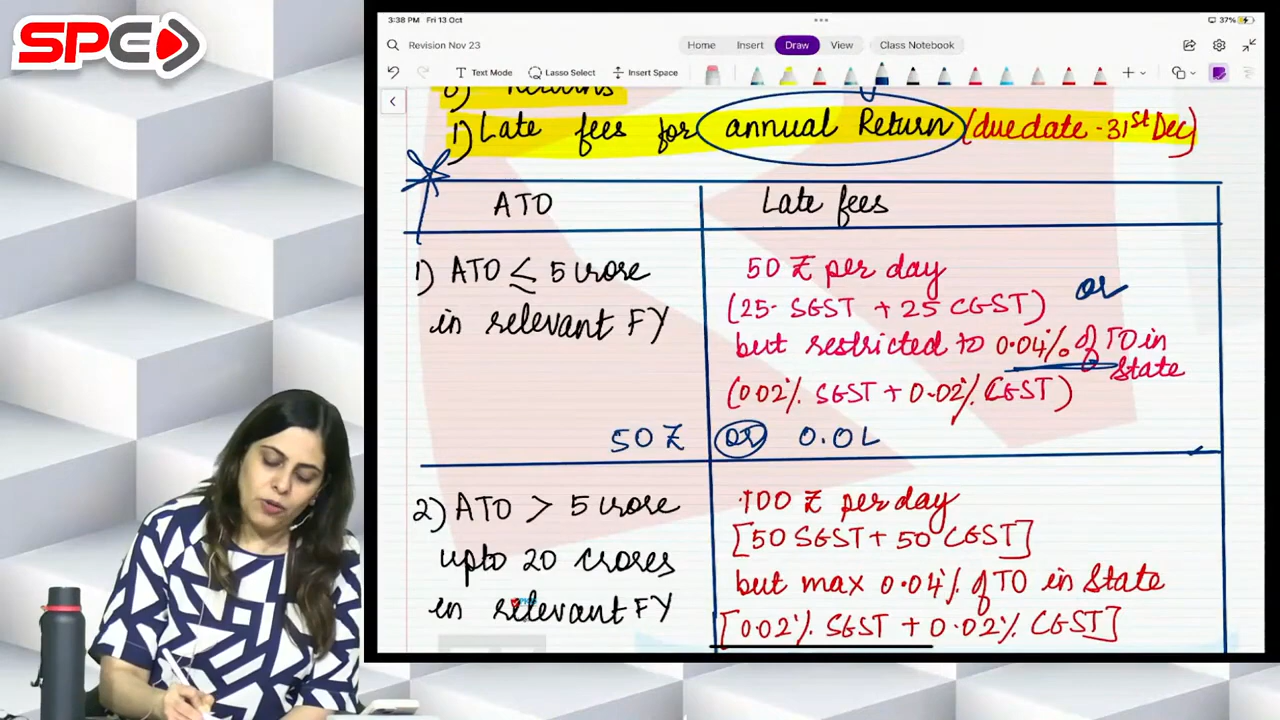 SPC
3:38 PM Fri 13 Oct
37%
Revision Nov 23
Home Insert Draw View Class Notebook
Text Mode Lasso Select Insert Space
Returns
1) Late fees for annual Return (due date - 31st Dec)
ATO Late fees
1) ATO ≤ 5 crore
in relevant FY
50 ₹ per day
(25 - SGST + 25 CGST) or
but restricted to 0.04% of TO in
State
(0.02% SGST + 0.02% CGST)
50 ₹ or 0.0L
2) ATO > 5 crore
upto 20 crores
in relevant FY
100 ₹ per day
[50 SGST + 50 CGST]
but max 0.04% of TO in State
[0.02% SGST + 0.02% CGST]